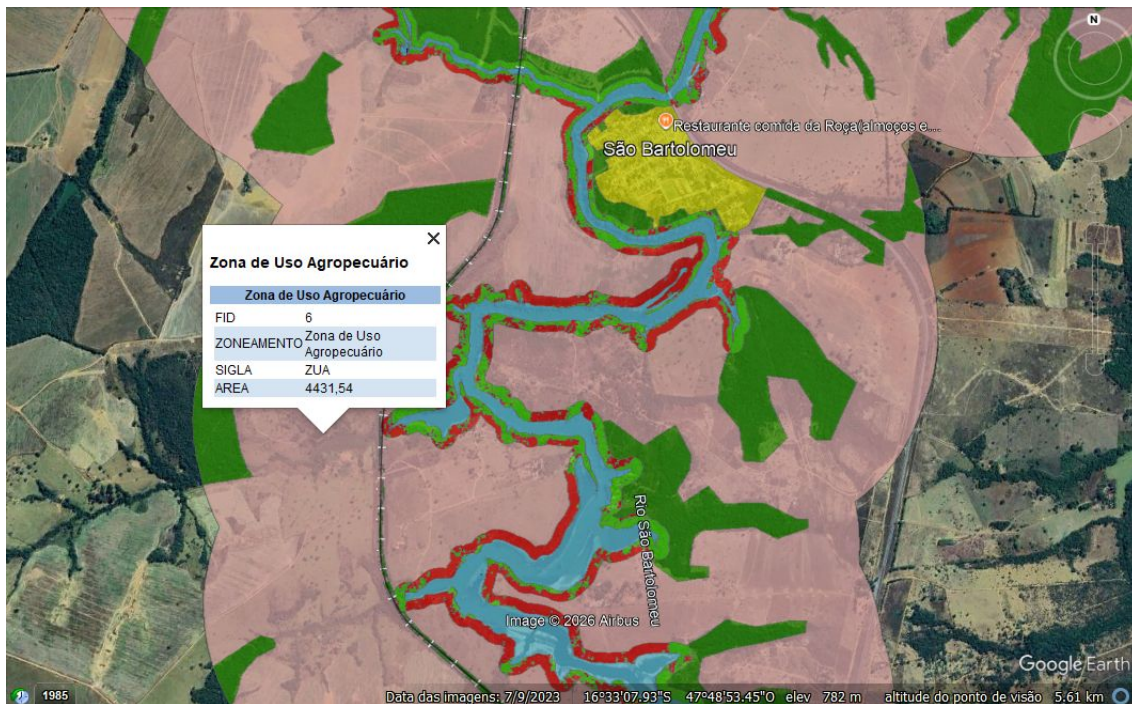 N
Restaurante comida da Roça(almoços e...
São Bartolomeu
Zona de Uso Agropecuário
Zona de Uso Agropecuário
FID 6
ZONEAMENTO Zona de Uso
Agropecuário
SIGLA ZUA
AREA 4431,54
Rio São Bartolomeu
Image © 2026 Airbus
Google Earth
1985
Data das imagens: 7/9/2023 16°33'07.93"S 47°48'53.45"O elev 782 m altitude do ponto de visão 5.61 km